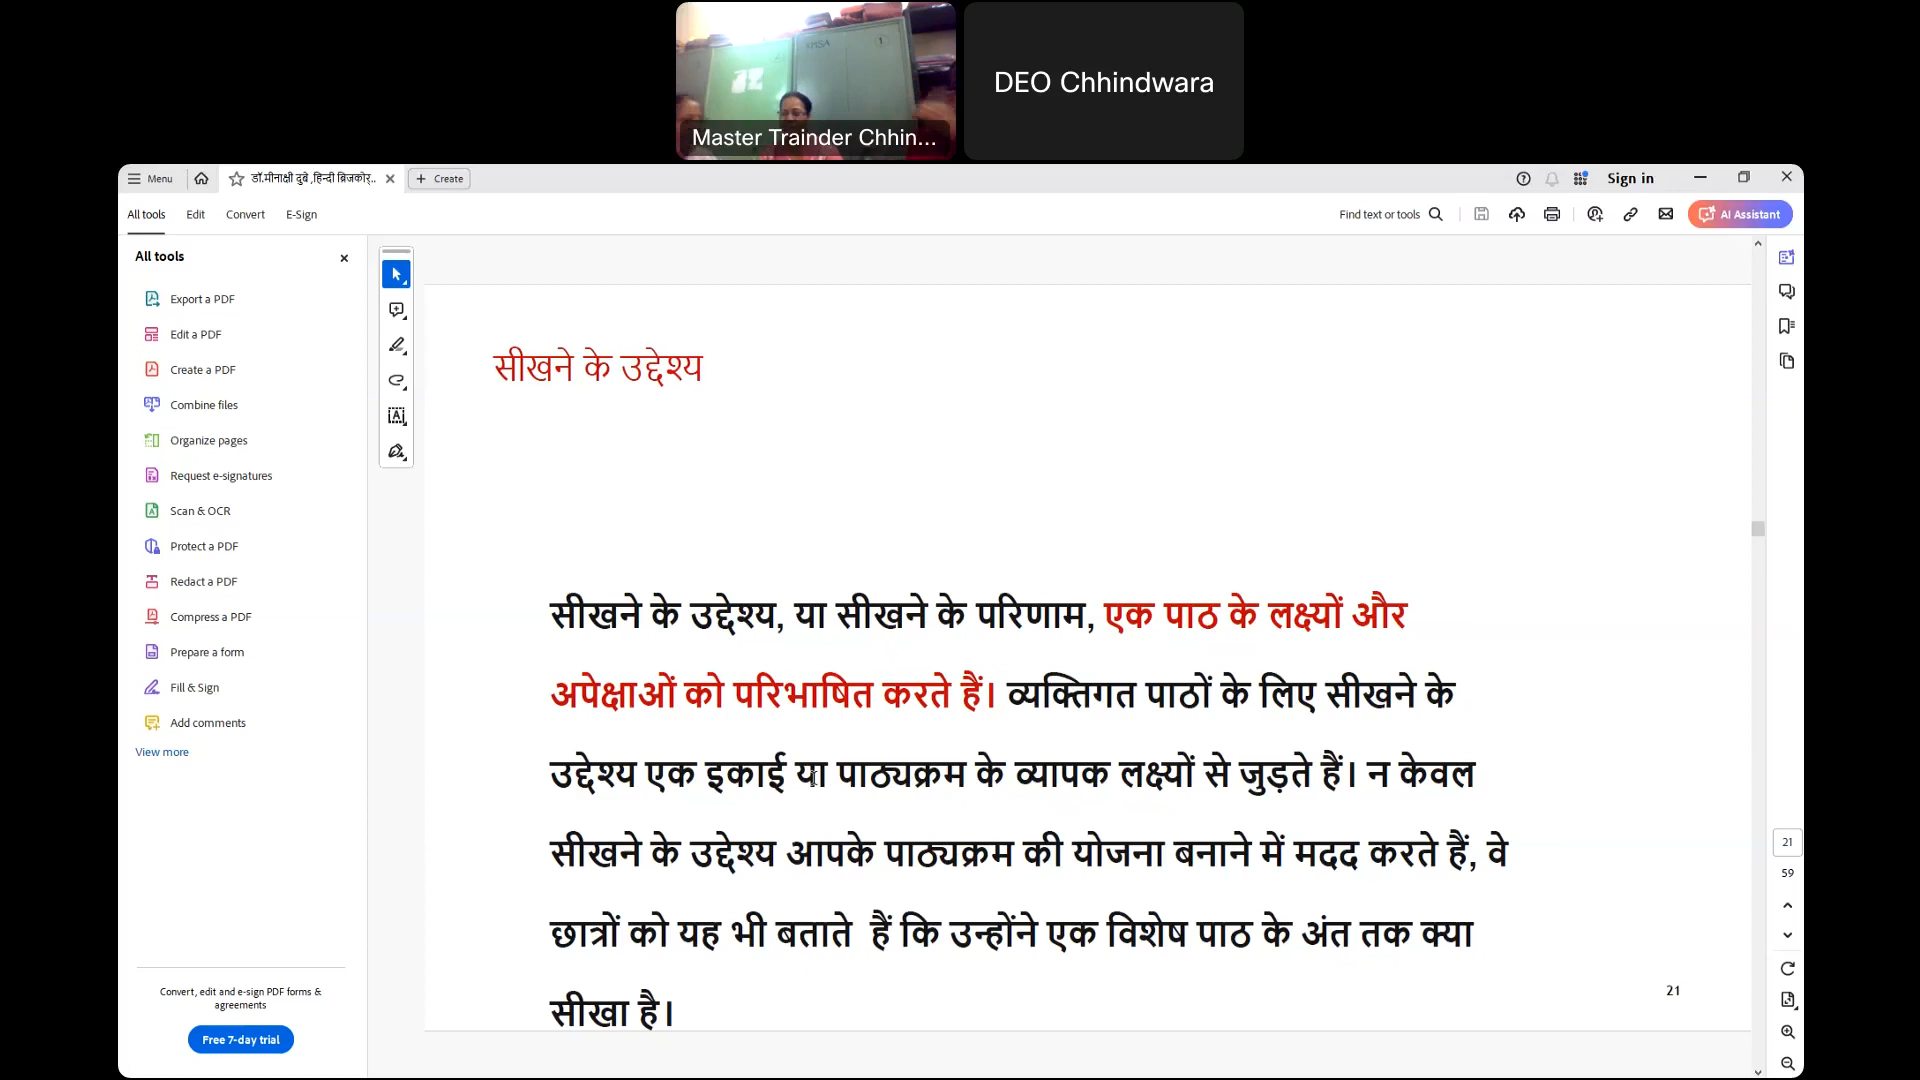 KMSA
Master Trainder Chhin...
DEO Chhindwara
Menu
डॉ.मीनाक्षी दुबे ,हिन्दी ब्रिजकोर्..
Create
Sign in
All tools
Edit
Convert
E-Sign
Find text or tools
AI Assistant
All tools
Export a PDF
Edit a PDF
Create a PDF
Combine files
Organize pages
Request e-signatures
Scan & OCR
Protect a PDF
Redact a PDF
Compress a PDF
Prepare a form
Fill & Sign
Add comments
View more
Convert, edit and e-sign PDF forms &
agreements
Free 7-day trial
सीखने के उद्देश्य
सीखने के उद्देश्य, या सीखने के परिणाम, एक पाठ के लक्ष्यों और
अपेक्षाओं को परिभाषित करते हैं। व्यक्तिगत पाठों के लिए सीखने के
उद्देश्य एक इकाई या पाठ्यक्रम के व्यापक लक्ष्यों से जुड़ते हैं। न केवल
सीखने के उद्देश्य आपके पाठ्यक्रम की योजना बनाने में मदद करते हैं, वे
छात्रों को यह भी बताते हैं कि उन्होंने एक विशेष पाठ के अंत तक क्या
सीखा है।
21
21
59